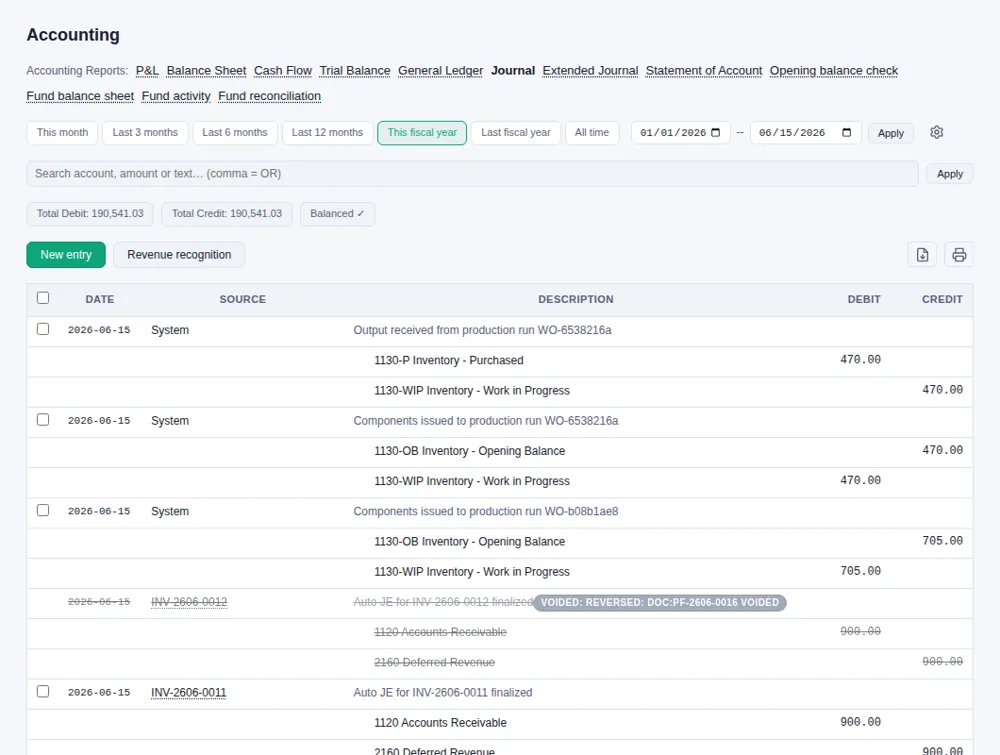 Accounting
Accounting Reports: P&L Balance Sheet Cash Flow Trial Balance General Ledger Journal Extended Journal Statement of Account Opening balance check
Fund balance sheet Fund activity Fund reconciliation
This month Last 3 months Last 6 months Last 12 months This fiscal year Last fiscal year All time 01/01/2026 -- 06/15/2026 Apply
Search account, amount or text… (comma = OR) Apply
Total Debit: 190,541.03 Total Credit: 190,541.03 Balanced ✓
New entry Revenue recognition
DATE SOURCE DESCRIPTION DEBIT CREDIT
2026-06-15 System Output received from production run WO-6538216a
1130-P Inventory - Purchased 470.00
1130-WIP Inventory - Work in Progress 470.00
2026-06-15 System Components issued to production run WO-6538216a
1130-OB Inventory - Opening Balance 470.00
1130-WIP Inventory - Work in Progress 470.00
2026-06-15 System Components issued to production run WO-b08b1ae8
1130-OB Inventory - Opening Balance 705.00
1130-WIP Inventory - Work in Progress 705.00
2026-06-15 INV-2606-0012 Auto JE for INV-2606-0012 finalized VOIDED: REVERSED: DOC:PF-2606-0016 VOIDED
1120 Accounts Receivable 900.00
2160 Deferred Revenue 900.00
2026-06-15 INV-2606-0011 Auto JE for INV-2606-0011 finalized
1120 Accounts Receivable 900.00
2160 Deferred Revenue 900.00